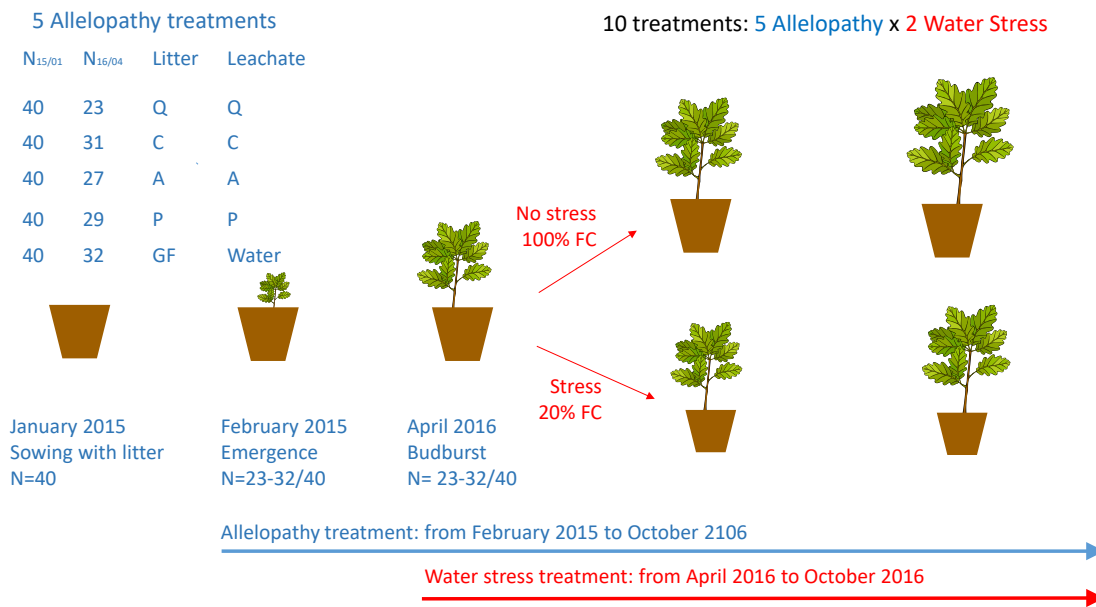 5 Allelopathy treatments
10 treatments: 5 Allelopathy x 2 Water Stress
N15/01 N16/04 Litter Leachate
40 23 Q Q
40 31 C C
40 27 A A
40 29 P P
40 32 GF Water
No stress
100% FC
Stress
20% FC
January 2015
Sowing with litter
N=40
February 2015
Emergence
N=23-32/40
April 2016
Budburst
N= 23-32/40
Allelopathy treatment: from February 2015 to October 2106
Water stress treatment: from April 2016 to October 2016